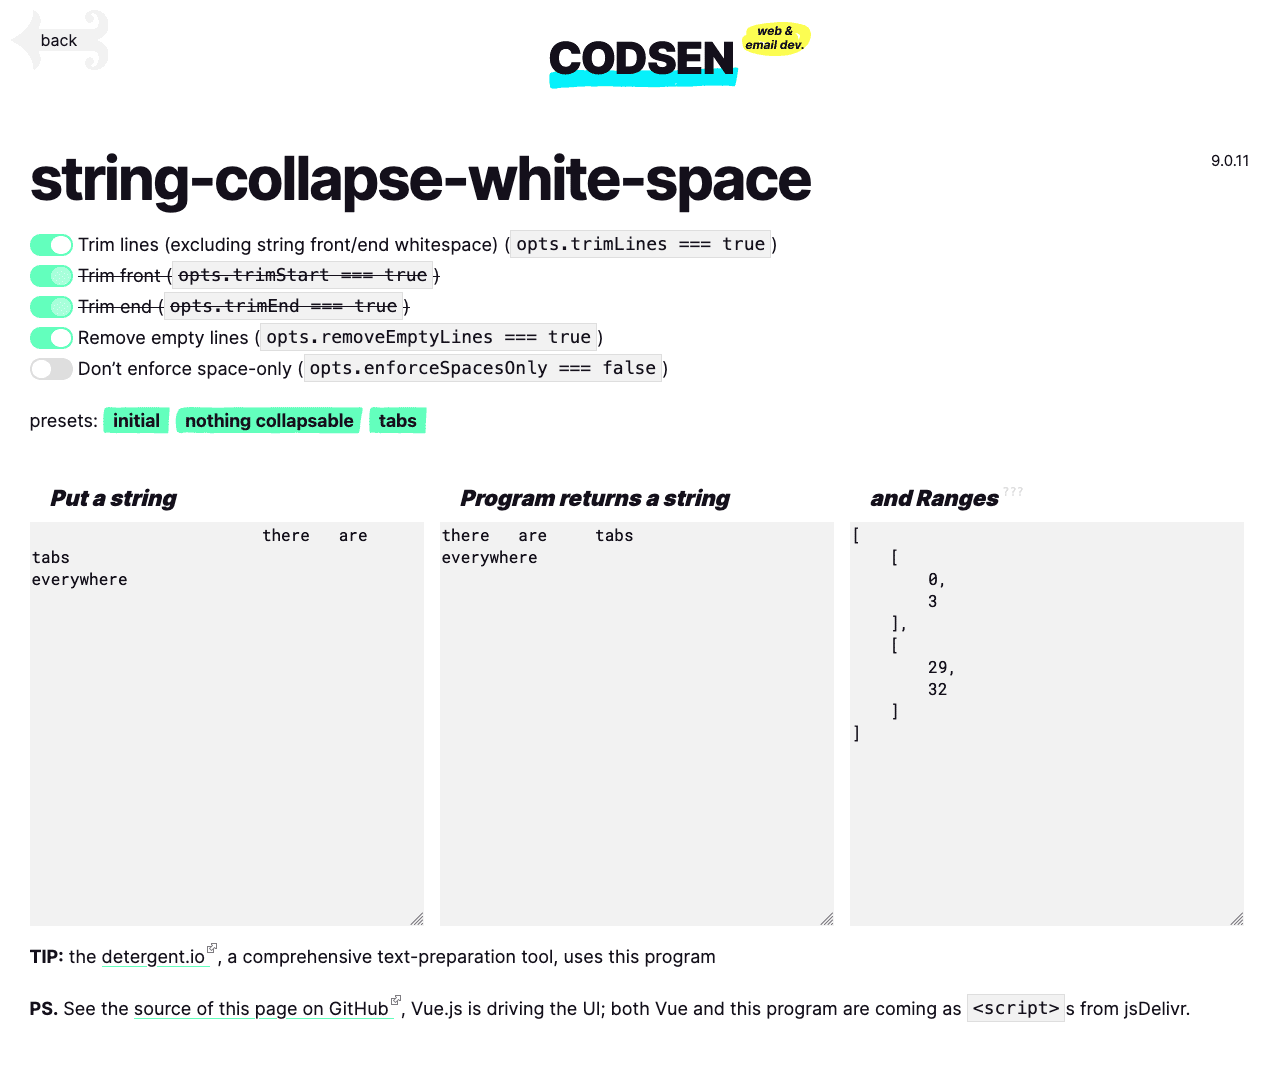 back
CODSEN
web &
email dev.
string-collapse-white-space
9.0.11
Trim lines (excluding string front/end whitespace) (opts.trimLines === true)
Trim front (opts.trimStart === true)
Trim end (opts.trimEnd === true)
Remove empty lines (opts.removeEmptyLines === true)
Don’t enforce space-only (opts.enforceSpacesOnly === false)
presets: initial nothing collapsable tabs
Put a string
there are
tabs
everywhere
Program returns a string
there are tabs
everywhere
and Ranges ???
[
[
0,
3
],
[
29,
32
]
]
TIP: the detergent.io, a comprehensive text-preparation tool, uses this program
PS. See the source of this page on GitHub, Vue.js is driving the UI; both Vue and this program are coming as <script>s from jsDelivr.